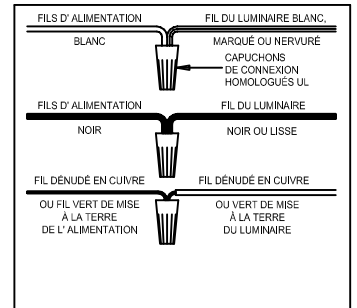 FILS D' ALIMENTATION
FIL DU LUMINAIRE BLANC,
BLANC
MARQUÉ OU NERVURÉ
CAPUCHONS
DE CONNEXION
HOMOLOGUÉS UL
FILS D' ALIMENTATION
FIL DU LUMINAIRE
NOIR
NOIR OU LISSE
FIL DÉNUDÉ EN CUIVRE
FIL DÉNUDÉ EN CUIVRE
OU FIL VERT DE MISE
À LA TERRE
DE L' ALIMENTATION
OU VERT DE MISE
À LA TERRE
DU LUMINAIRE